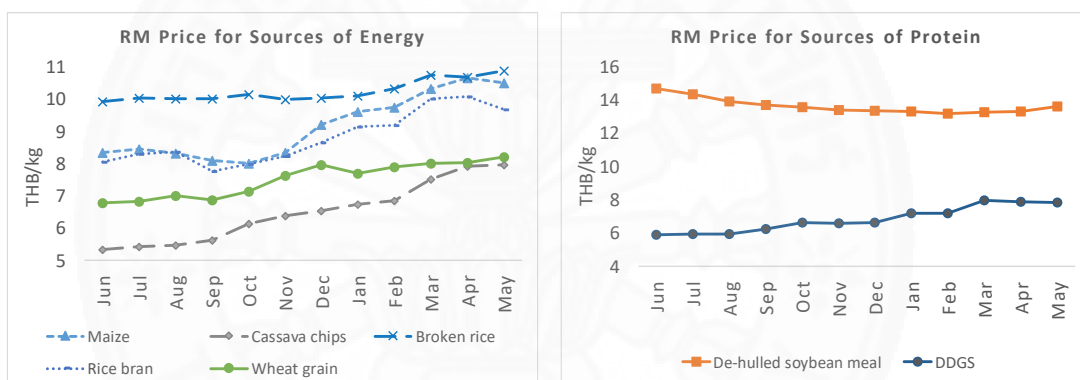 RM Price for Sources of Energy
THB/kg
11
10
9
8
7
6
5
Jun
Jul
Aug
Sep
Oct
Nov
Dec
Jan
Feb
Mar
Apr
May
Maize
Cassava chips
Broken rice
Rice bran
Wheat grain
RM Price for Sources of Protein
THB/kg
16
14
12
10
8
6
4
Jun
Jul
Aug
Sep
Oct
Nov
Dec
Jan
Feb
Mar
Apr
May
De-hulled soybean meal
DDGS